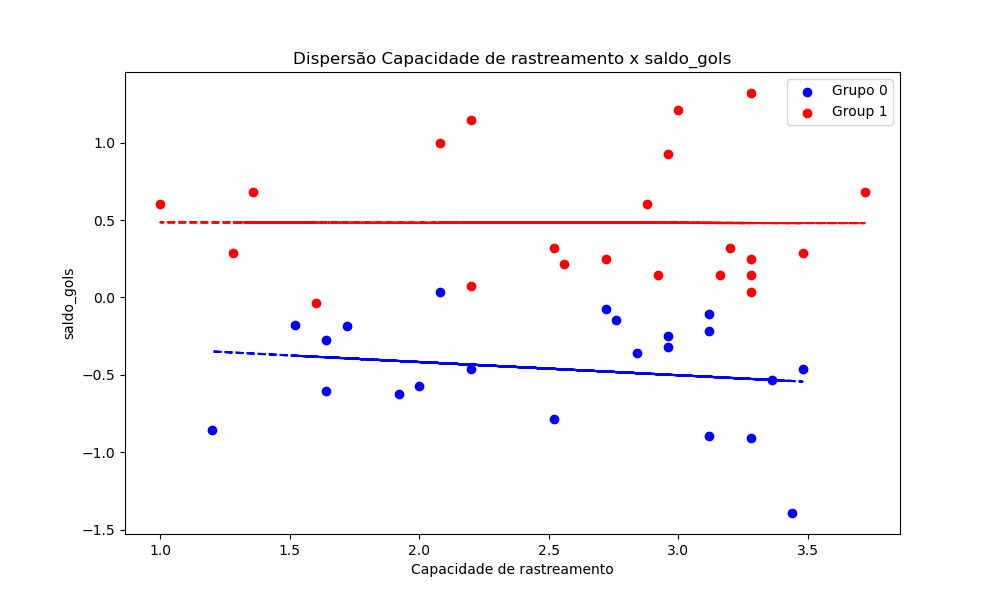 Dispersão Capacidade de rastreamento x saldo_gols
Grupo 0
Group 1
saldo_gols
1.0
0.5
0.0
−0.5
−1.0
−1.5
1.0 1.5 2.0 2.5 3.0 3.5
Capacidade de rastreamento